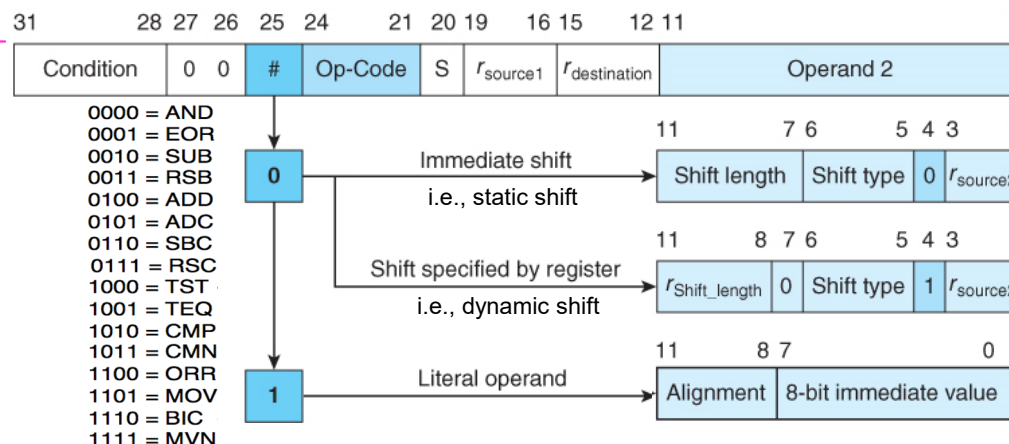 31 28 27 26 25 24 21 20 19 16 15 12 11
Condition 0 0 # Op-Code S rsource1 rdestination Operand 2
0000 = AND
0001 = EOR
0010 = SUB
0011 = RSB
0100 = ADD
0101 = ADC
0110 = SBC
0111 = RSC
1000 = TST
1001 = TEQ
1010 = CMP
1011 = CMN
1100 = ORR
1101 = MOV
1110 = BIC
1111 = MVN
0
Immediate shift
i.e., static shift
11 7 6 5 4 3
Shift length Shift type 0 rsource2
Shift specified by register
i.e., dynamic shift
11 8 7 6 5 4 3
rShift_length 0 Shift type 1 rsource2
1
Literal operand
11 8 7 0
Alignment 8-bit immediate value